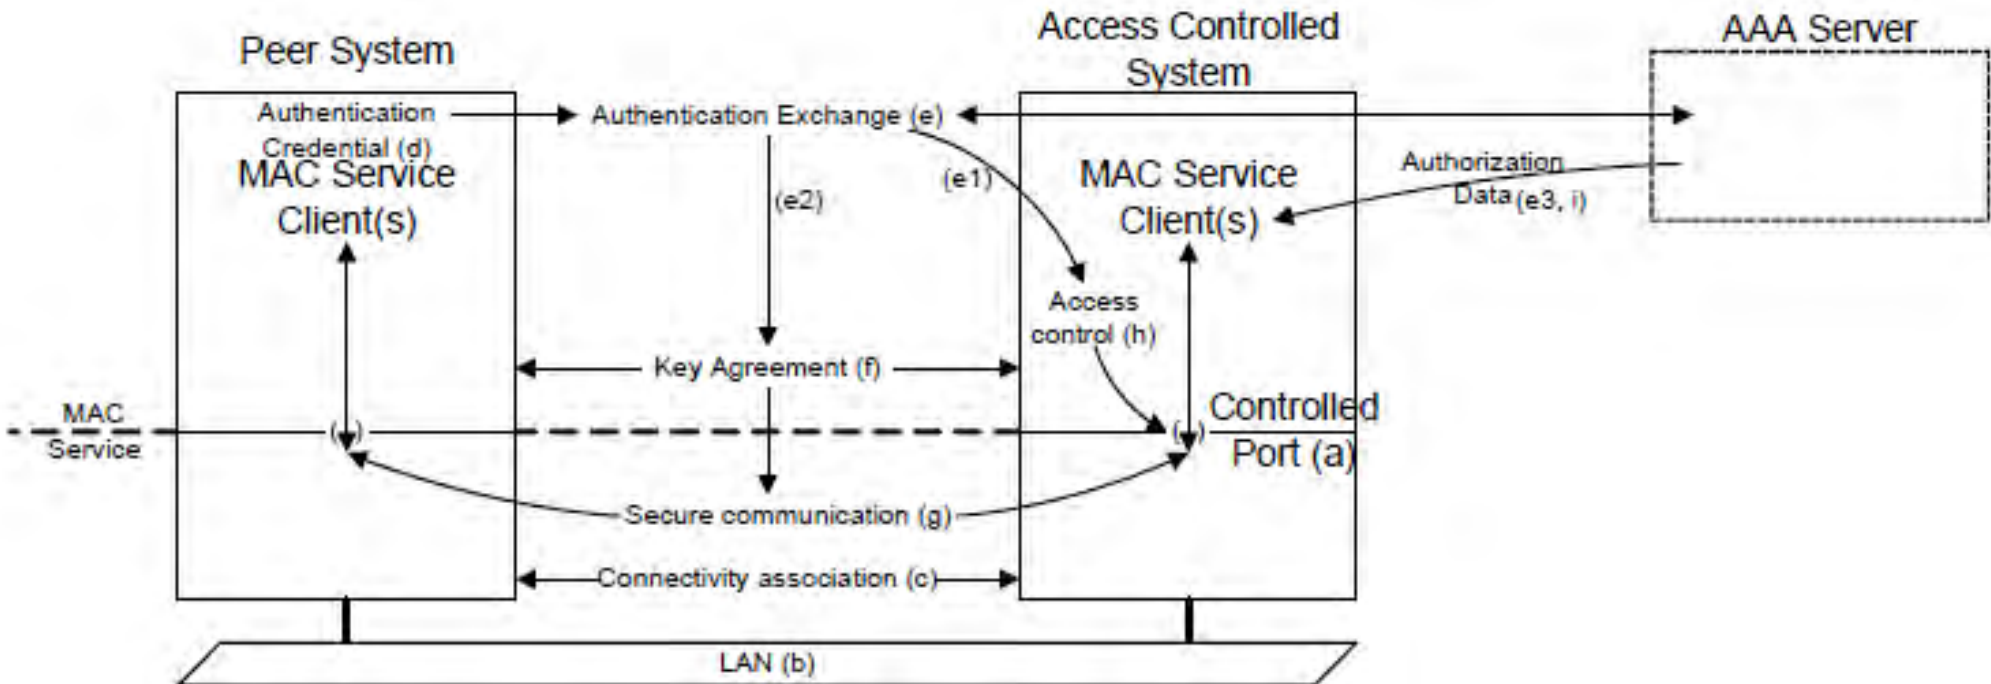 Peer System
Access Controlled
System
AAA Server
Authentication
Credential (d)
MAC Service
Client(s)
Authentication Exchange (e)
(e1)
(e2)
MAC Service
Client(s)
Authorization
Data (e3, i)
Access
control (h)
Key Agreement (f)
MAC
Service
Controlled
Port (a)
Secure communication (g)
Connectivity association (c)
LAN (b)